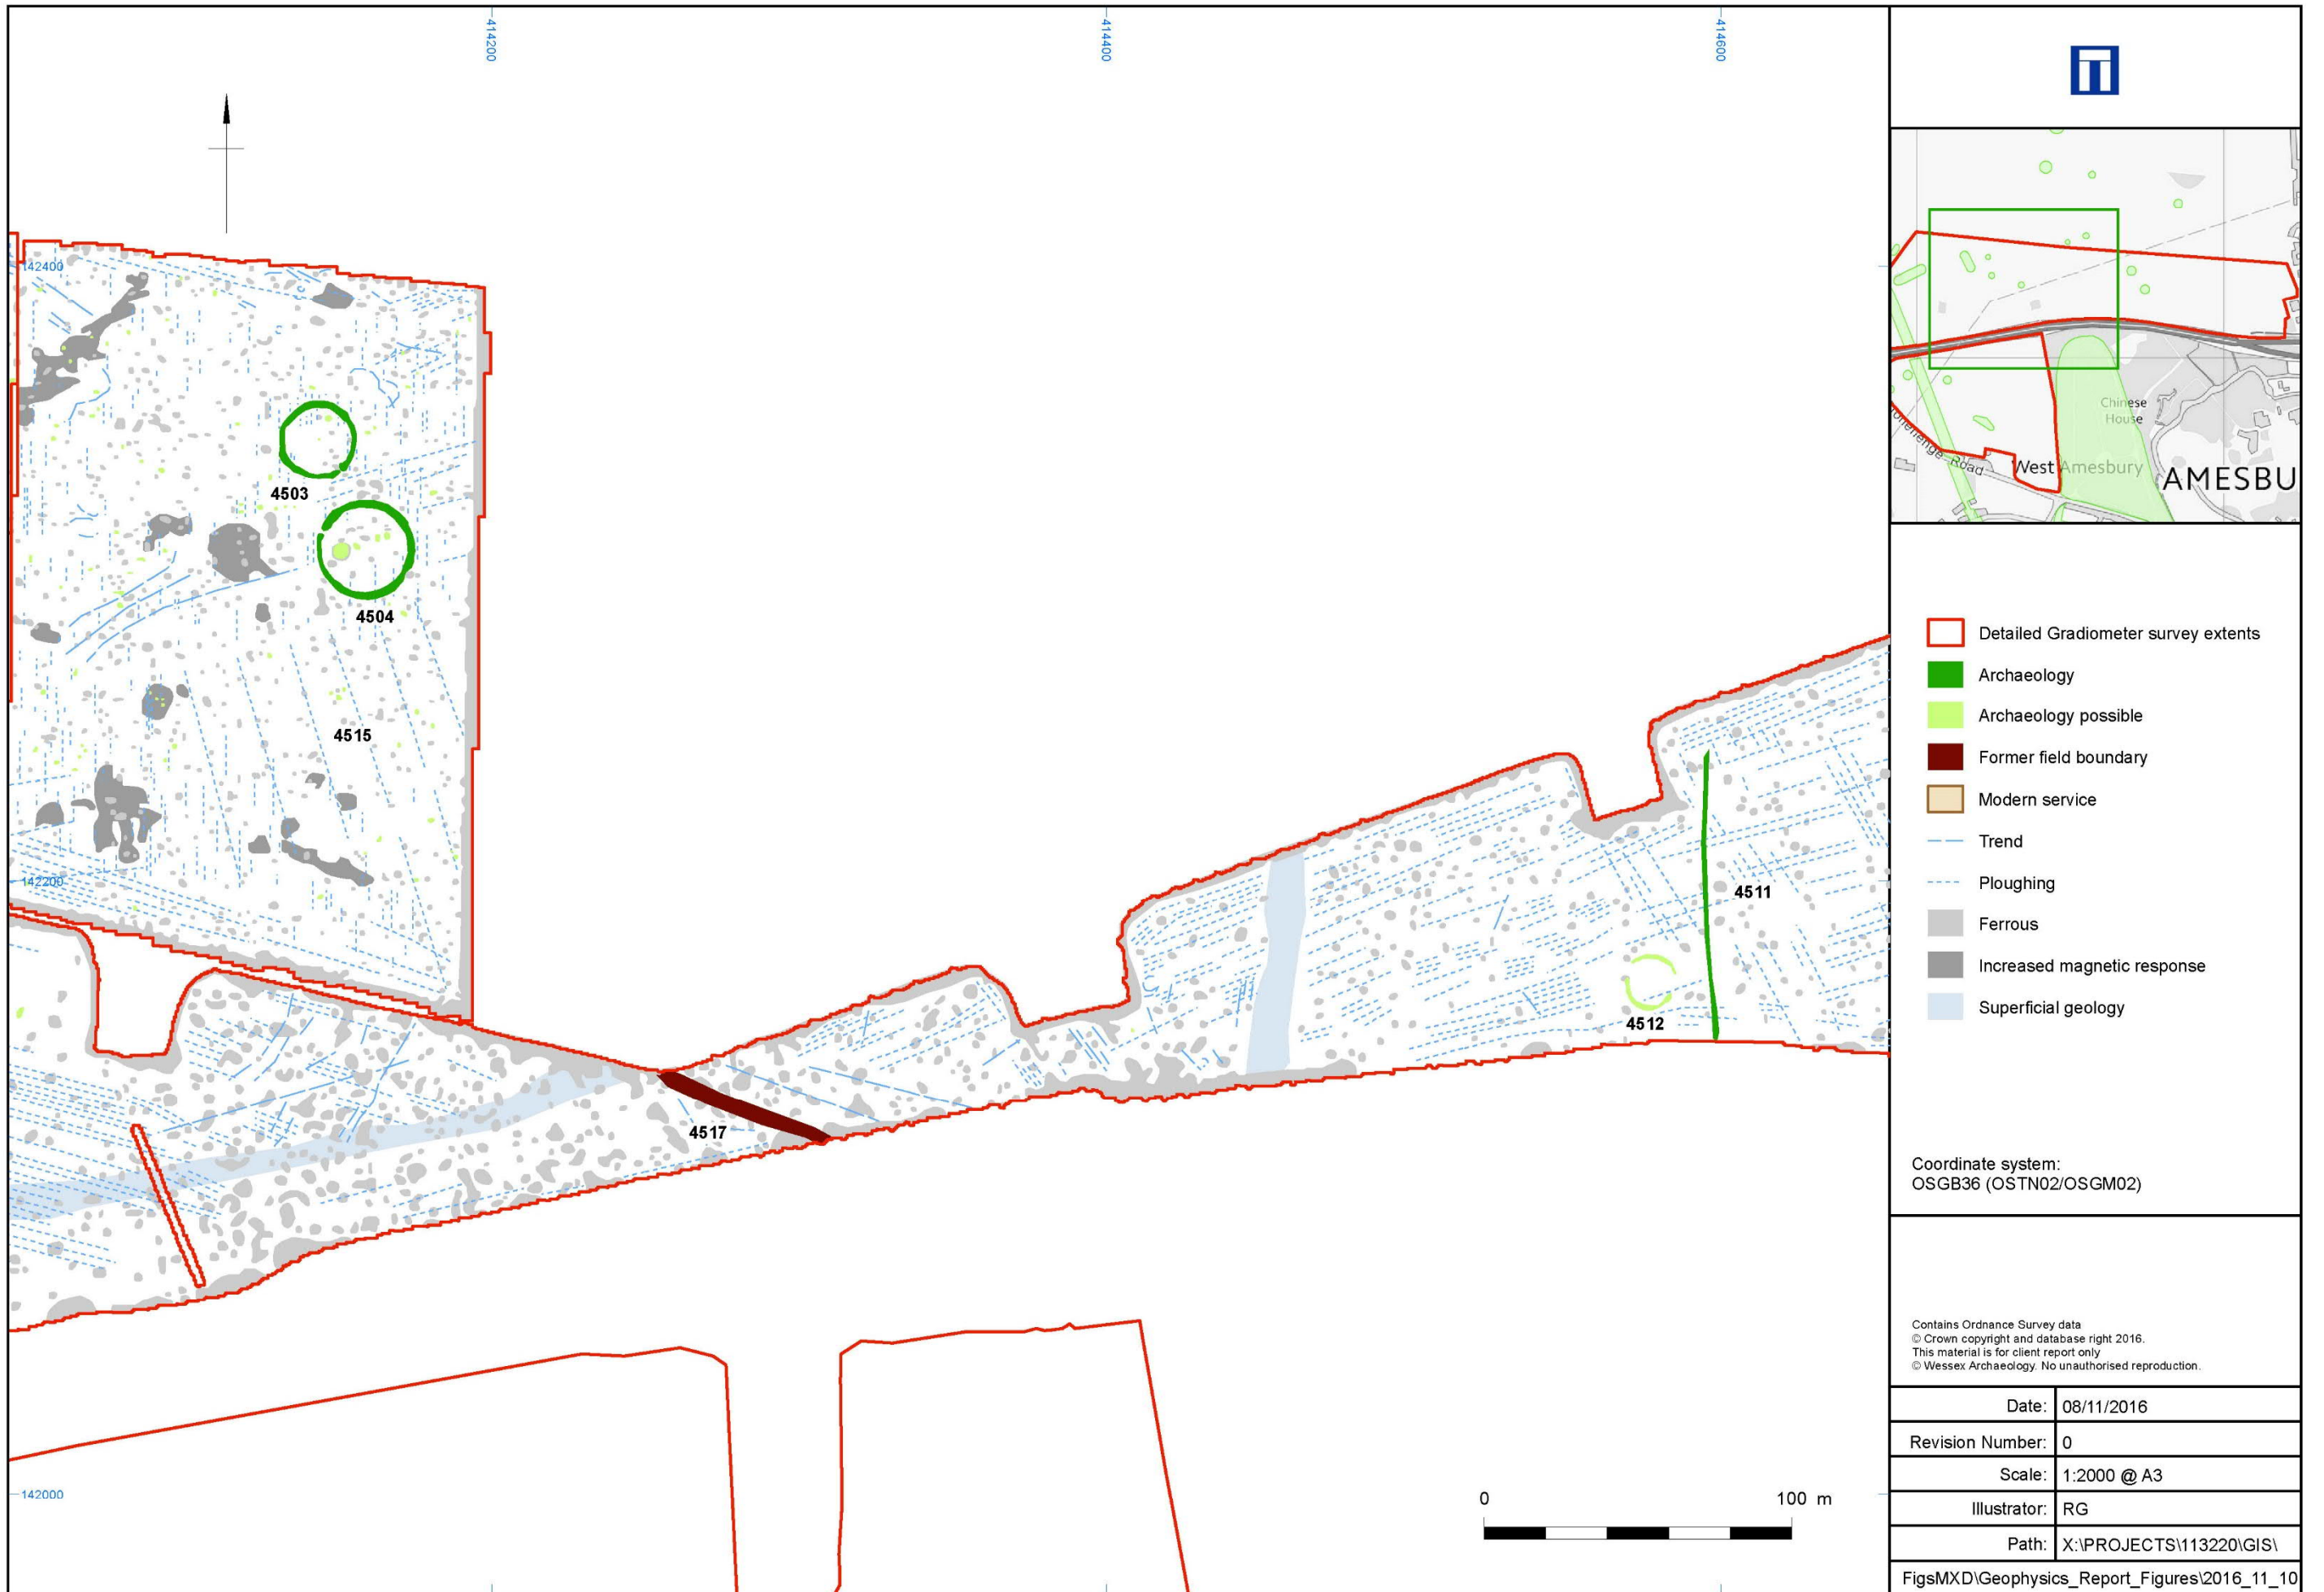 414200
414400
414600
142400
4503
4504
4515
142200
4511
4512
4517
142000
0 100 m
Chinese
House
Stonehenge Road
West Amesbury
AMESBU
Detailed Gradiometer survey extents
Archaeology
Archaeology possible
Former field boundary
Modern service
Trend
Ploughing
Ferrous
Increased magnetic response
Superficial geology
Coordinate system:
OSGB36 (OSTN02/OSGM02)
Contains Ordnance Survey data
© Crown copyright and database right 2016.
This material is for client report only
© Wessex Archaeology. No unauthorised reproduction.
Date: 08/11/2016
Revision Number: 0
Scale: 1:2000 @ A3
Illustrator: RG
Path: X:\PROJECTS\113220\GIS\
FigsMXD\Geophysics_Report_Figures\2016_11_10